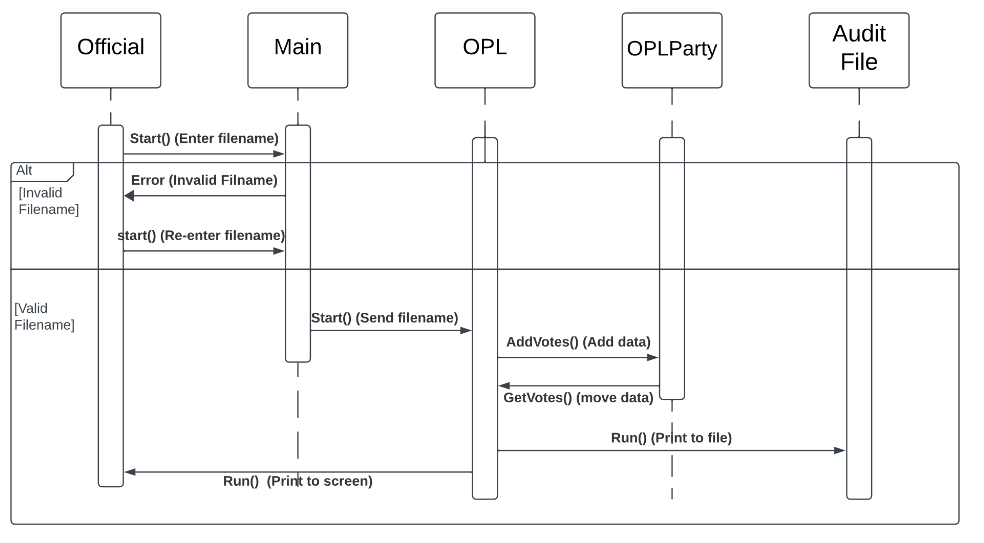 Official
Main
OPL
OPLParty
Audit
File
Start() (Enter filename)
Alt
[Invalid
Filename]
Error (Invalid Filname)
start() (Re-enter filename)
[Valid
Filename]
Start() (Send filename)
AddVotes() (Add data)
GetVotes() (move data)
Run() (Print to file)
Run()  (Print to screen)